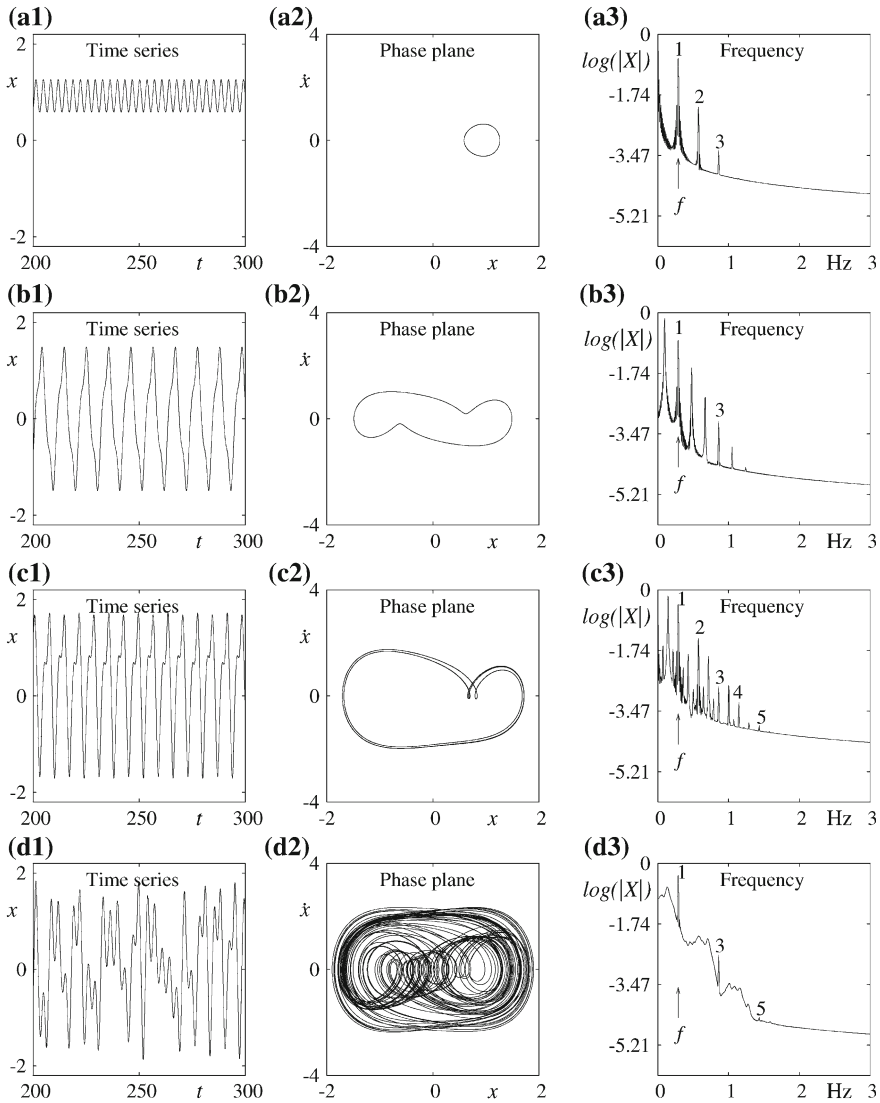 (a1) (a2) (a3)
2 Time series 4 Phase plane 0 Frequency
x ẋ log(|X|) 1
-1.74 2
0 0 -3.47 3
-5.21 f
-2 -4
200 250 t 300 -2 0 x 2 0 1 2 Hz 3
(b1) (b2) (b3)
2 Time series 4 Phase plane 0 Frequency
x ẋ log(|X|) 1
-1.74
0 0 -3.47 3
-5.21 f
-2 -4
200 250 t 300 -2 0 x 2 0 1 2 Hz 3
(c1) (c2) (c3)
2 Time series 4 Phase plane 0 Frequency
x ẋ log(|X|) 1
-1.74 2
0 0 -3.47 3 4 5
-5.21 f
-2 -4
200 250 t 300 -2 0 x 2 0 1 2 Hz 3
(d1) (d2) (d3)
2 Time series 4 Phase plane 0 Frequency
x ẋ log(|X|) 1
-1.74
0 0 -3.47 3 5
-5.21 f
-2 -4
200 250 t 300 -2 0 x 2 0 1 2 Hz 3